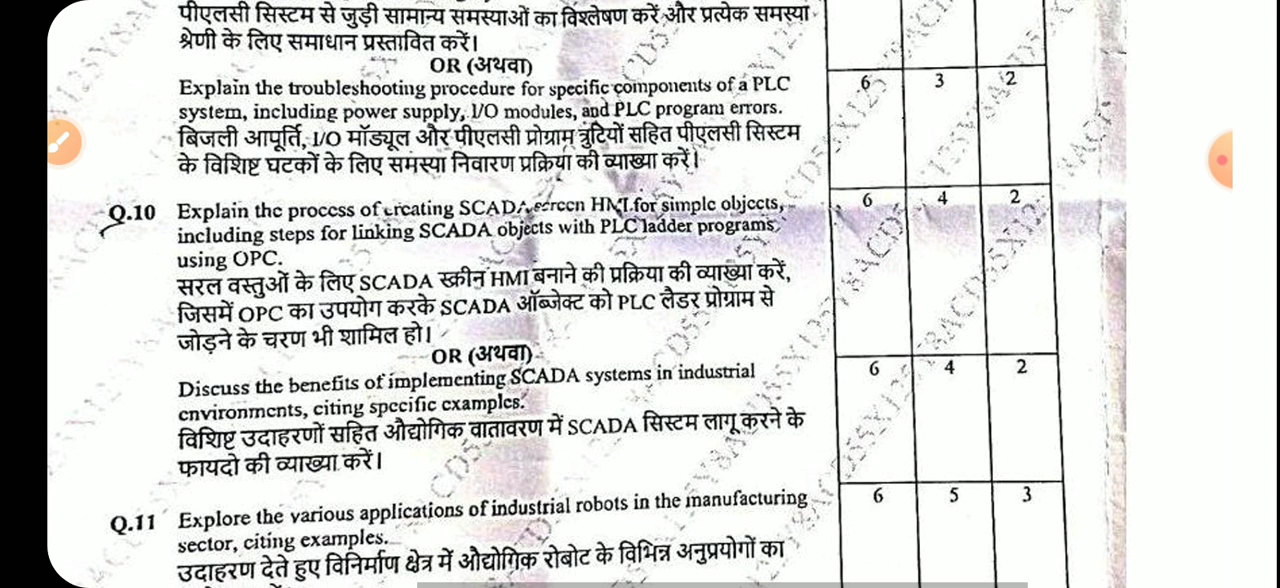 पीएलसी सिस्टम से जुड़ी सामान्य समस्याओं का विश्लेषण करें और प्रत्येक समस्या
श्रेणी के लिए समाधान प्रस्तावित करें।
OR (अथवा)
Explain the troubleshooting procedure for specific components of a PLC 6 3 2
system, including power supply, I/O modules, and PLC program errors.
बिजली आपूर्ति, I/O मॉड्यूल और पीएलसी प्रोग्राम त्रुटियों सहित पीएलसी सिस्टम
के विशिष्ट घटकों के लिए समस्या निवारण प्रक्रिया की व्याख्या करें।
Q.10 Explain the process of creating SCADA screen HMI for simple objects, 6 4 2
including steps for linking SCADA objects with PLC ladder programs
using OPC.
सरल वस्तुओं के लिए SCADA स्क्रीन HMI बनाने की प्रक्रिया की व्याख्या करें,
जिसमें OPC का उपयोग करके SCADA ऑब्जेक्ट को PLC लैडर प्रोग्राम से
जोड़ने के चरण भी शामिल हो।
OR (अथवा)
Discuss the benefits of implementing SCADA systems in industrial 6 4 2
environments, citing specific examples.
विशिष्ट उदाहरणों सहित औद्योगिक वातावरण में SCADA सिस्टम लागू करने के
फायदो की व्याख्या करें।
Q.11 Explore the various applications of industrial robots in the manufacturing 6 5 3
sector, citing examples.
उदाहरण देते हुए विनिर्माण क्षेत्र में औद्योगिक रोबोट के विभिन्न अनुप्रयोगों का